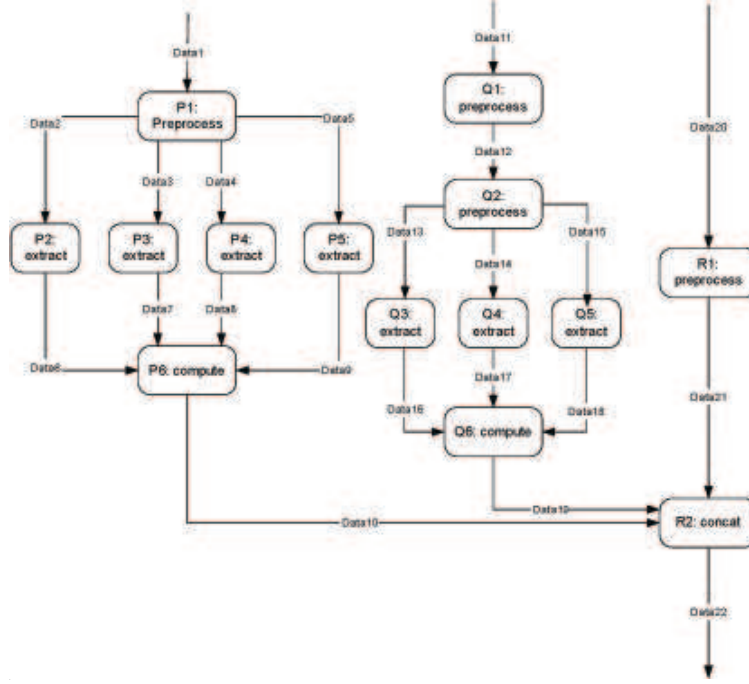 Data1
Data11
P1:
Preprocess
Q1:
preprocess
Data2
Data5
Data20
Data12
Data3
Data4
Q2:
preprocess
P2:
extract
P3:
extract
P4:
extract
P5:
extract
Data13
Data15
Data14
R1:
preprocess
Data7
Data8
Q3:
extract
Q4:
extract
Q5:
extract
Data6
P6: compute
Data9
Data17
Data21
Data16
Data18
Q6: compute
Data19
Data10
R2: concat
Data22